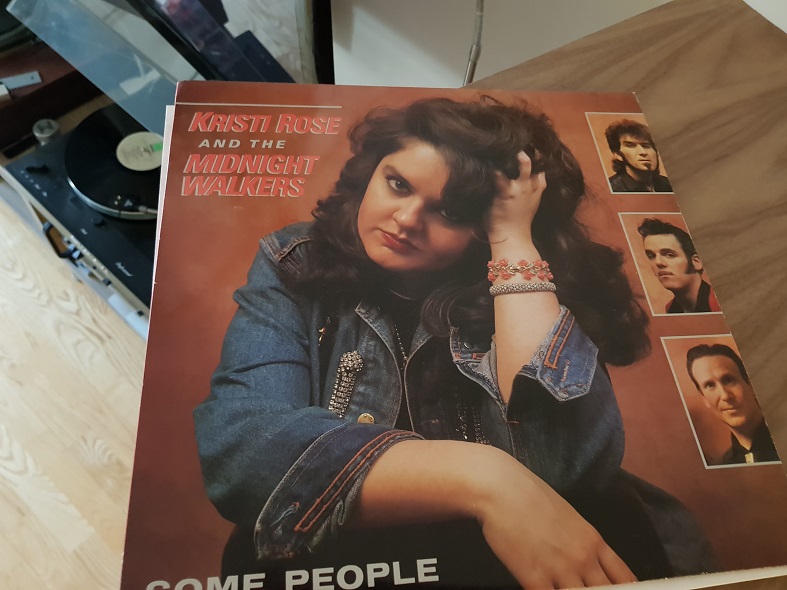 KRISTI ROSE
AND THE
MIDNIGHT
WALKERS
SOME PEOPLE